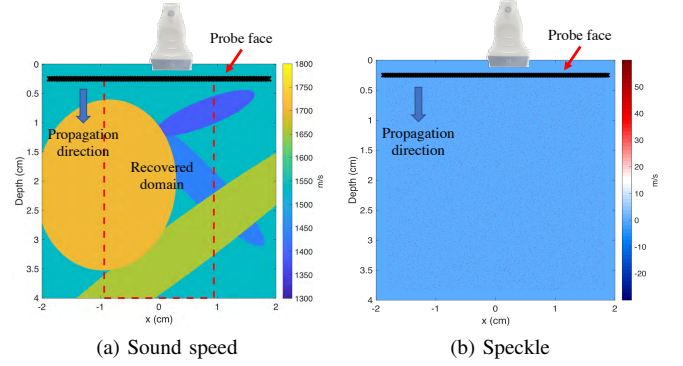 Probe face
0
0.5
1
1.5
2
2.5
3
3.5
4
Depth (cm)
Propagation
direction
Recovered
domain
-2
-1
0
1
2
x (cm)
1800
1750
1700
1650
1600
1550
1500
1450
1400
1350
1300
m/s
(a) Sound speed
Probe face
0
0.5
1
1.5
2
2.5
3
3.5
4
Depth (cm)
Propagation
direction
-2
-1
0
1
2
x (cm)
50
40
30
20
10
0
-10
-20
m/s
(b) Speckle